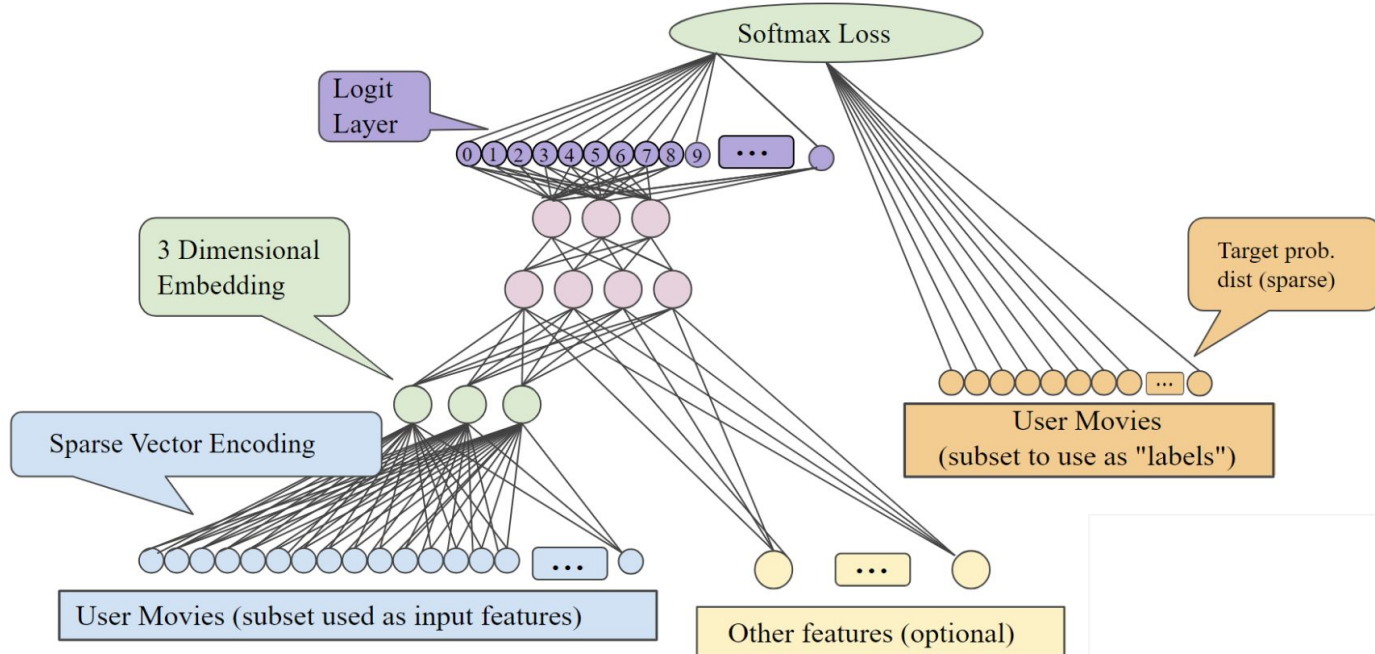 Softmax Loss
Logit
Layer
0 1 2 3 4 5 6 7 8 9 ...
3 Dimensional
Embedding
Target prob.
dist (sparse)
...
User Movies
(subset to use as "labels")
Sparse Vector Encoding
...
...
User Movies (subset used as input features)
Other features (optional)